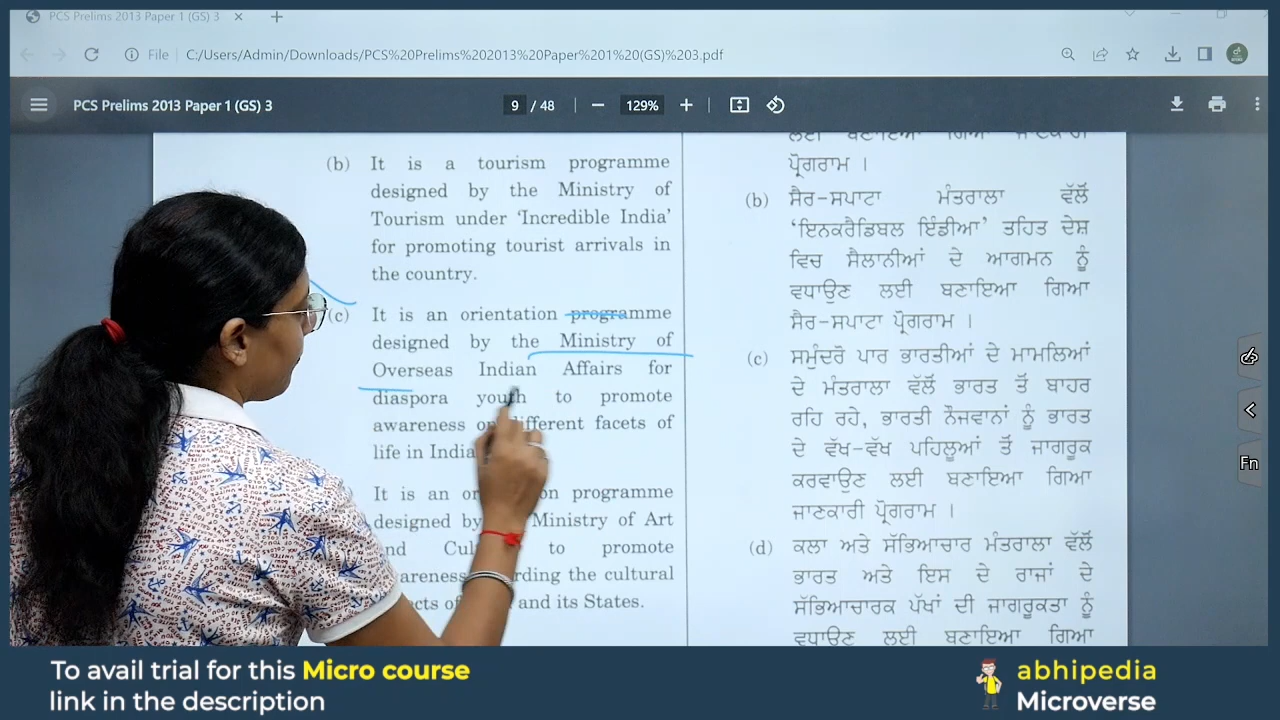 PCS Prelims 2013 Paper 1 (GS) 3
File C:/Users/Admin/Downloads/PCS%20Prelims%202013%20Paper%201%20(GS)%203.pdf
PCS Prelims 2013 Paper 1 (GS) 3
9 / 48
129%
(b) It is a tourism programme
designed by the Ministry of
Tourism under ‘Incredible India’
for promoting tourist arrivals in
the country.
(c) It is an orientation programme
designed by the Ministry of
Overseas Indian Affairs for
diaspora youth to promote
awareness on different facets of
life in India
It is an programme
designed by Ministry of Art
to promote
the cultural
and its States.
ਪ੍ਰੋਗਰਾਮ ।
(b) ਸੈਰ-ਸਪਾਟਾ ਮੰਤਰਾਲਾ ਵੱਲੋਂ
‘ਇਨਕਰੈਡਿਬਲ ਇੰਡੀਆ’ ਤਹਿਤ ਦੇਸ਼
ਵਿਚ ਸੈਲਾਨੀਆਂ ਦੇ ਆਗਮਨ ਨੂੰ
ਵਧਾਉਣ ਲਈ ਬਣਾਇਆ ਗਿਆ
ਸੈਰ-ਸਪਾਟਾ ਪ੍ਰੋਗਰਾਮ ।
(c) ਸਮੁੰਦਰੋਂ ਪਾਰ ਭਾਰਤੀਆਂ ਦੇ ਮਾਮਲਿਆਂ
ਦੇ ਮੰਤਰਾਲਾ ਵੱਲੋਂ ਭਾਰਤ ਤੋਂ ਬਾਹਰ
ਰਹਿ ਰਹੇ, ਭਾਰਤੀ ਨੌਜਵਾਨਾਂ ਨੂੰ ਭਾਰਤ
ਦੇ ਵੱਖ-ਵੱਖ ਪਹਿਲੂਆਂ ਤੋਂ ਜਾਗਰੂਕ
ਕਰਵਾਉਣ ਲਈ ਬਣਾਇਆ ਗਿਆ
ਜਾਣਕਾਰੀ ਪ੍ਰੋਗਰਾਮ ।
(d) ਕਲਾ ਅਤੇ ਸੱਭਿਆਚਾਰ ਮੰਤਰਾਲਾ ਵੱਲੋਂ
ਭਾਰਤ ਅਤੇ ਇਸ ਦੇ ਰਾਜਾਂ ਦੇ
ਸੱਭਿਆਚਾਰਕ ਪੱਖਾਂ ਦੀ ਜਾਗਰੂਕਤਾ ਨੂੰ
ਵਧਾਉਣ ਲਈ ਬਣਾਇਆ ਗਿਆ
Fn
To avail trial for this Micro course
link in the description
abhipedia
Microverse